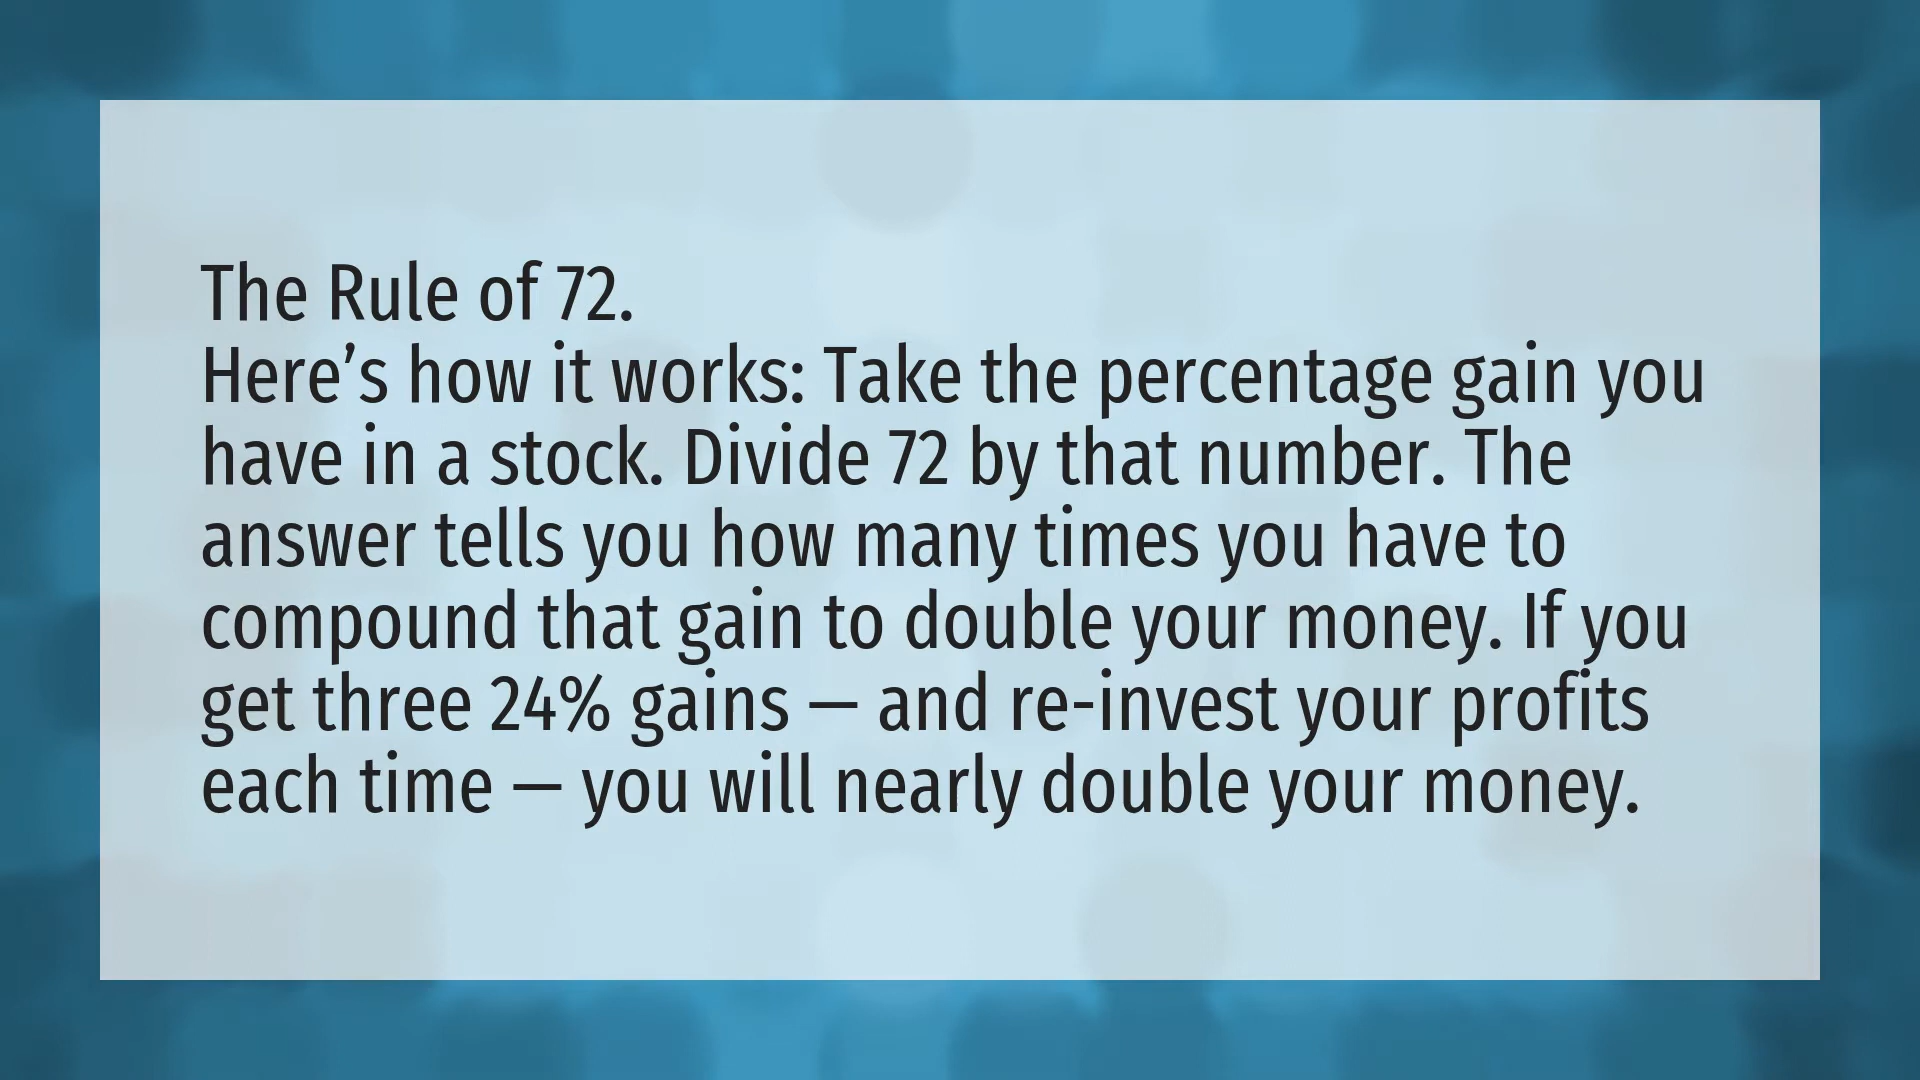 The Rule of 72.
Here’s how it works: Take the percentage gain you
have in a stock. Divide 72 by that number. The
answer tells you how many times you have to
compound that gain to double your money. If you
get three 24% gains — and re-invest your profits
each time — you will nearly double your money.